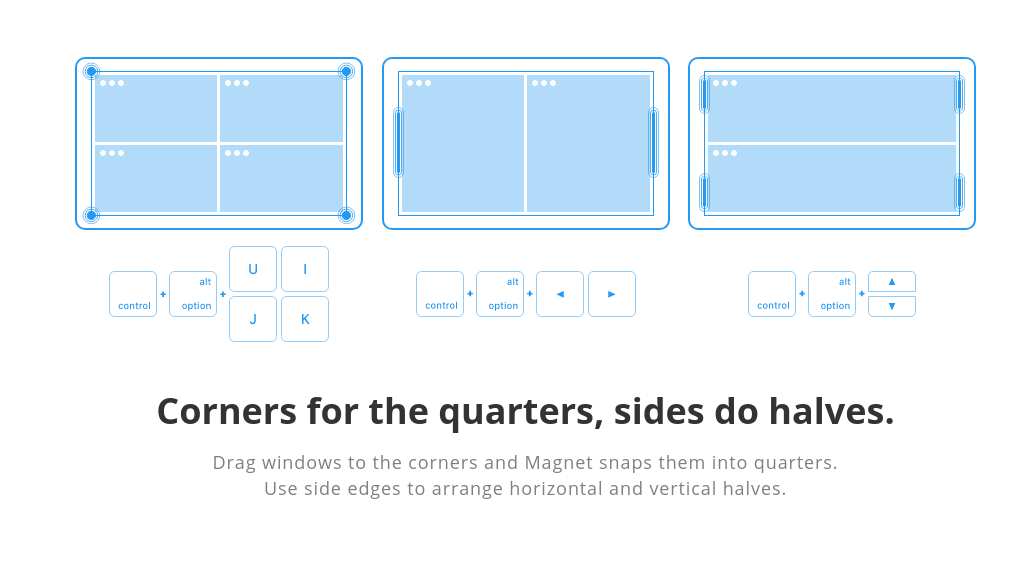 control + alt option + U I J K
control + alt option + ◄ ►
control + alt option + ▲ ▼
Corners for the quarters, sides do halves.
Drag windows to the corners and Magnet snaps them into quarters.
Use side edges to arrange horizontal and vertical halves.